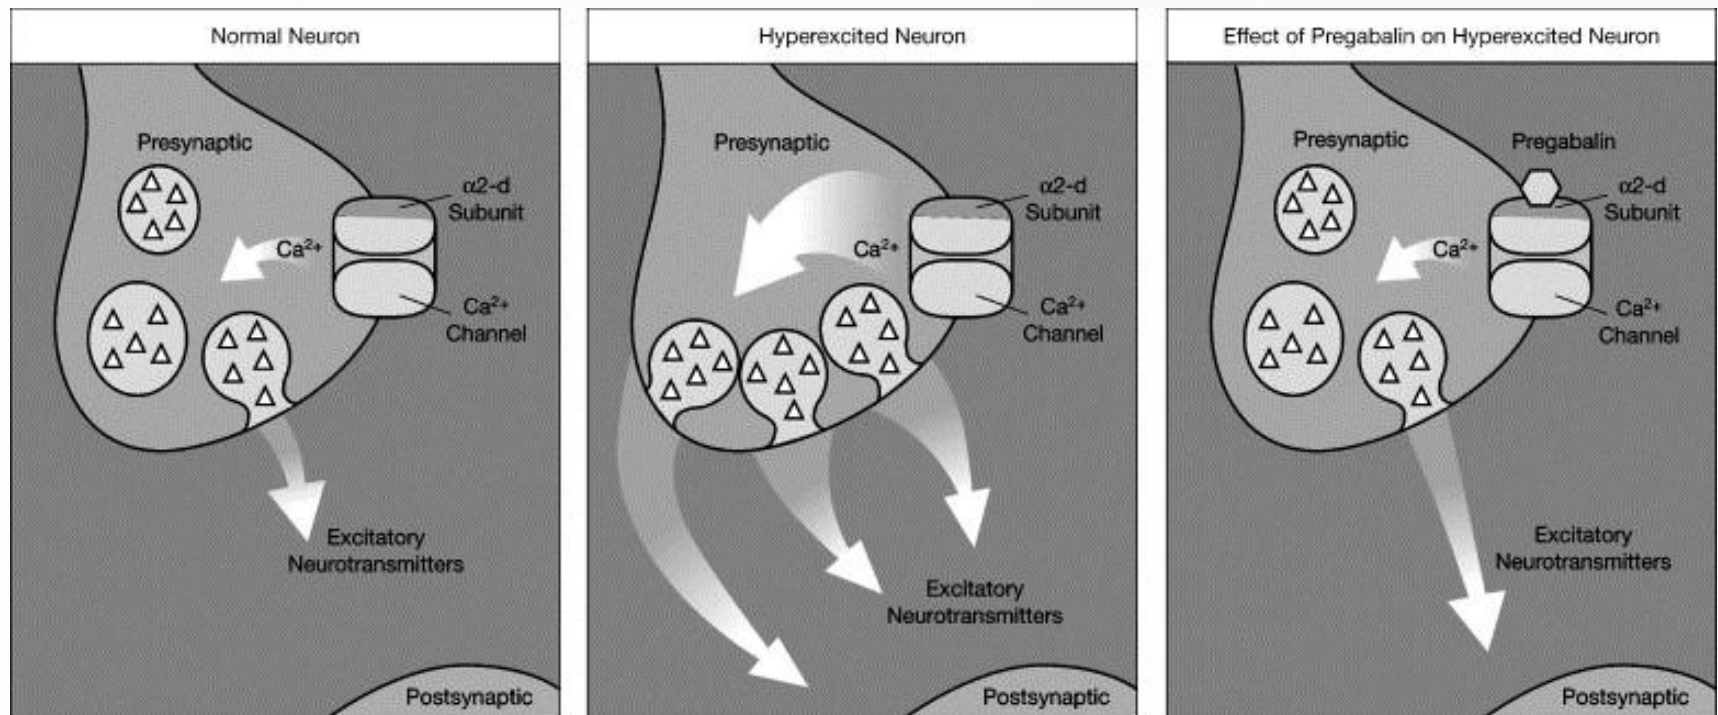 Normal Neuron
Presynaptic
α2-d
Subunit
Ca²⁺
Ca²⁺
Channel
Excitatory
Neurotransmitters
Postsynaptic
Hyperexcited Neuron
Presynaptic
α2-d
Subunit
Ca²⁺
Ca²⁺
Channel
Excitatory
Neurotransmitters
Postsynaptic
Effect of Pregabalin on Hyperexcited Neuron
Presynaptic
Pregabalin
α2-d
Subunit
Ca²⁺
Ca²⁺
Channel
Excitatory
Neurotransmitters
Postsynaptic